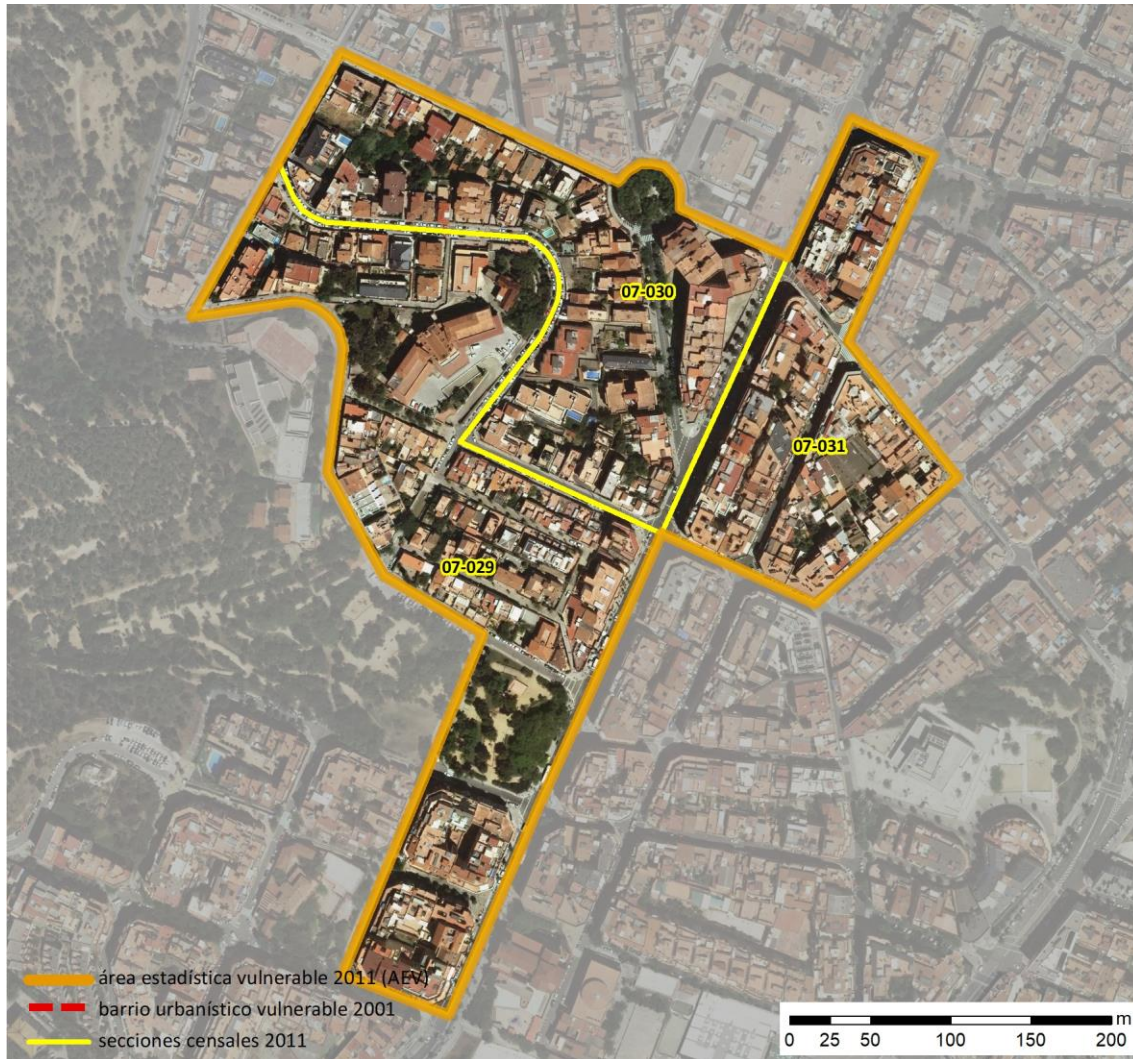 07-030
07-031
07-029
área estadística vulnerable 2011 (AEV)
barrio urbanístico vulnerable 2001
secciones censales 2011
m
0 25 50 100 150 200